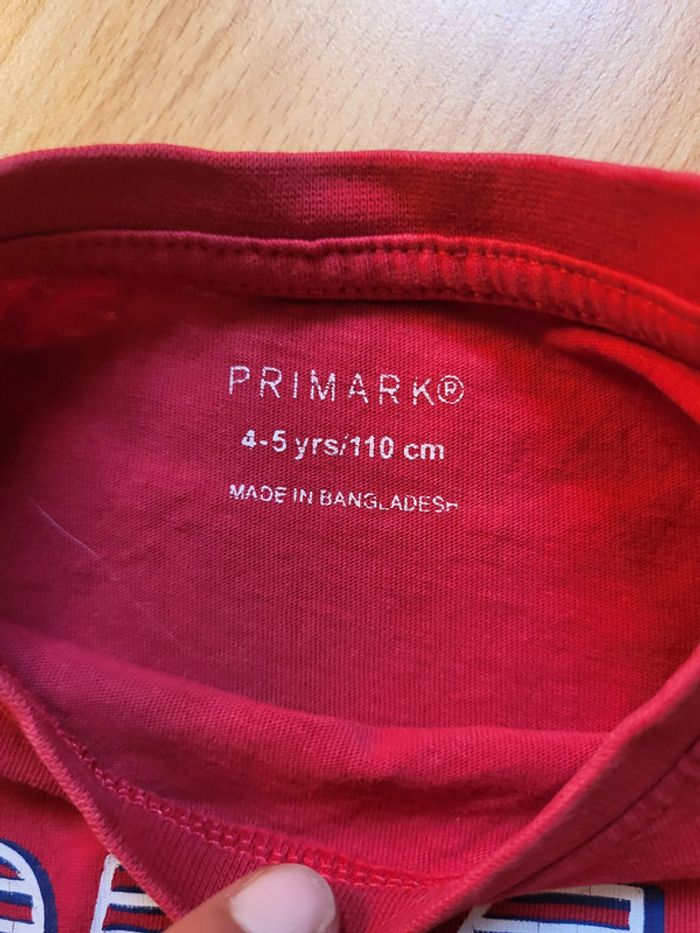 PRIMARK®
4-5 yrs/110 cm
MADE IN BANGLADESH